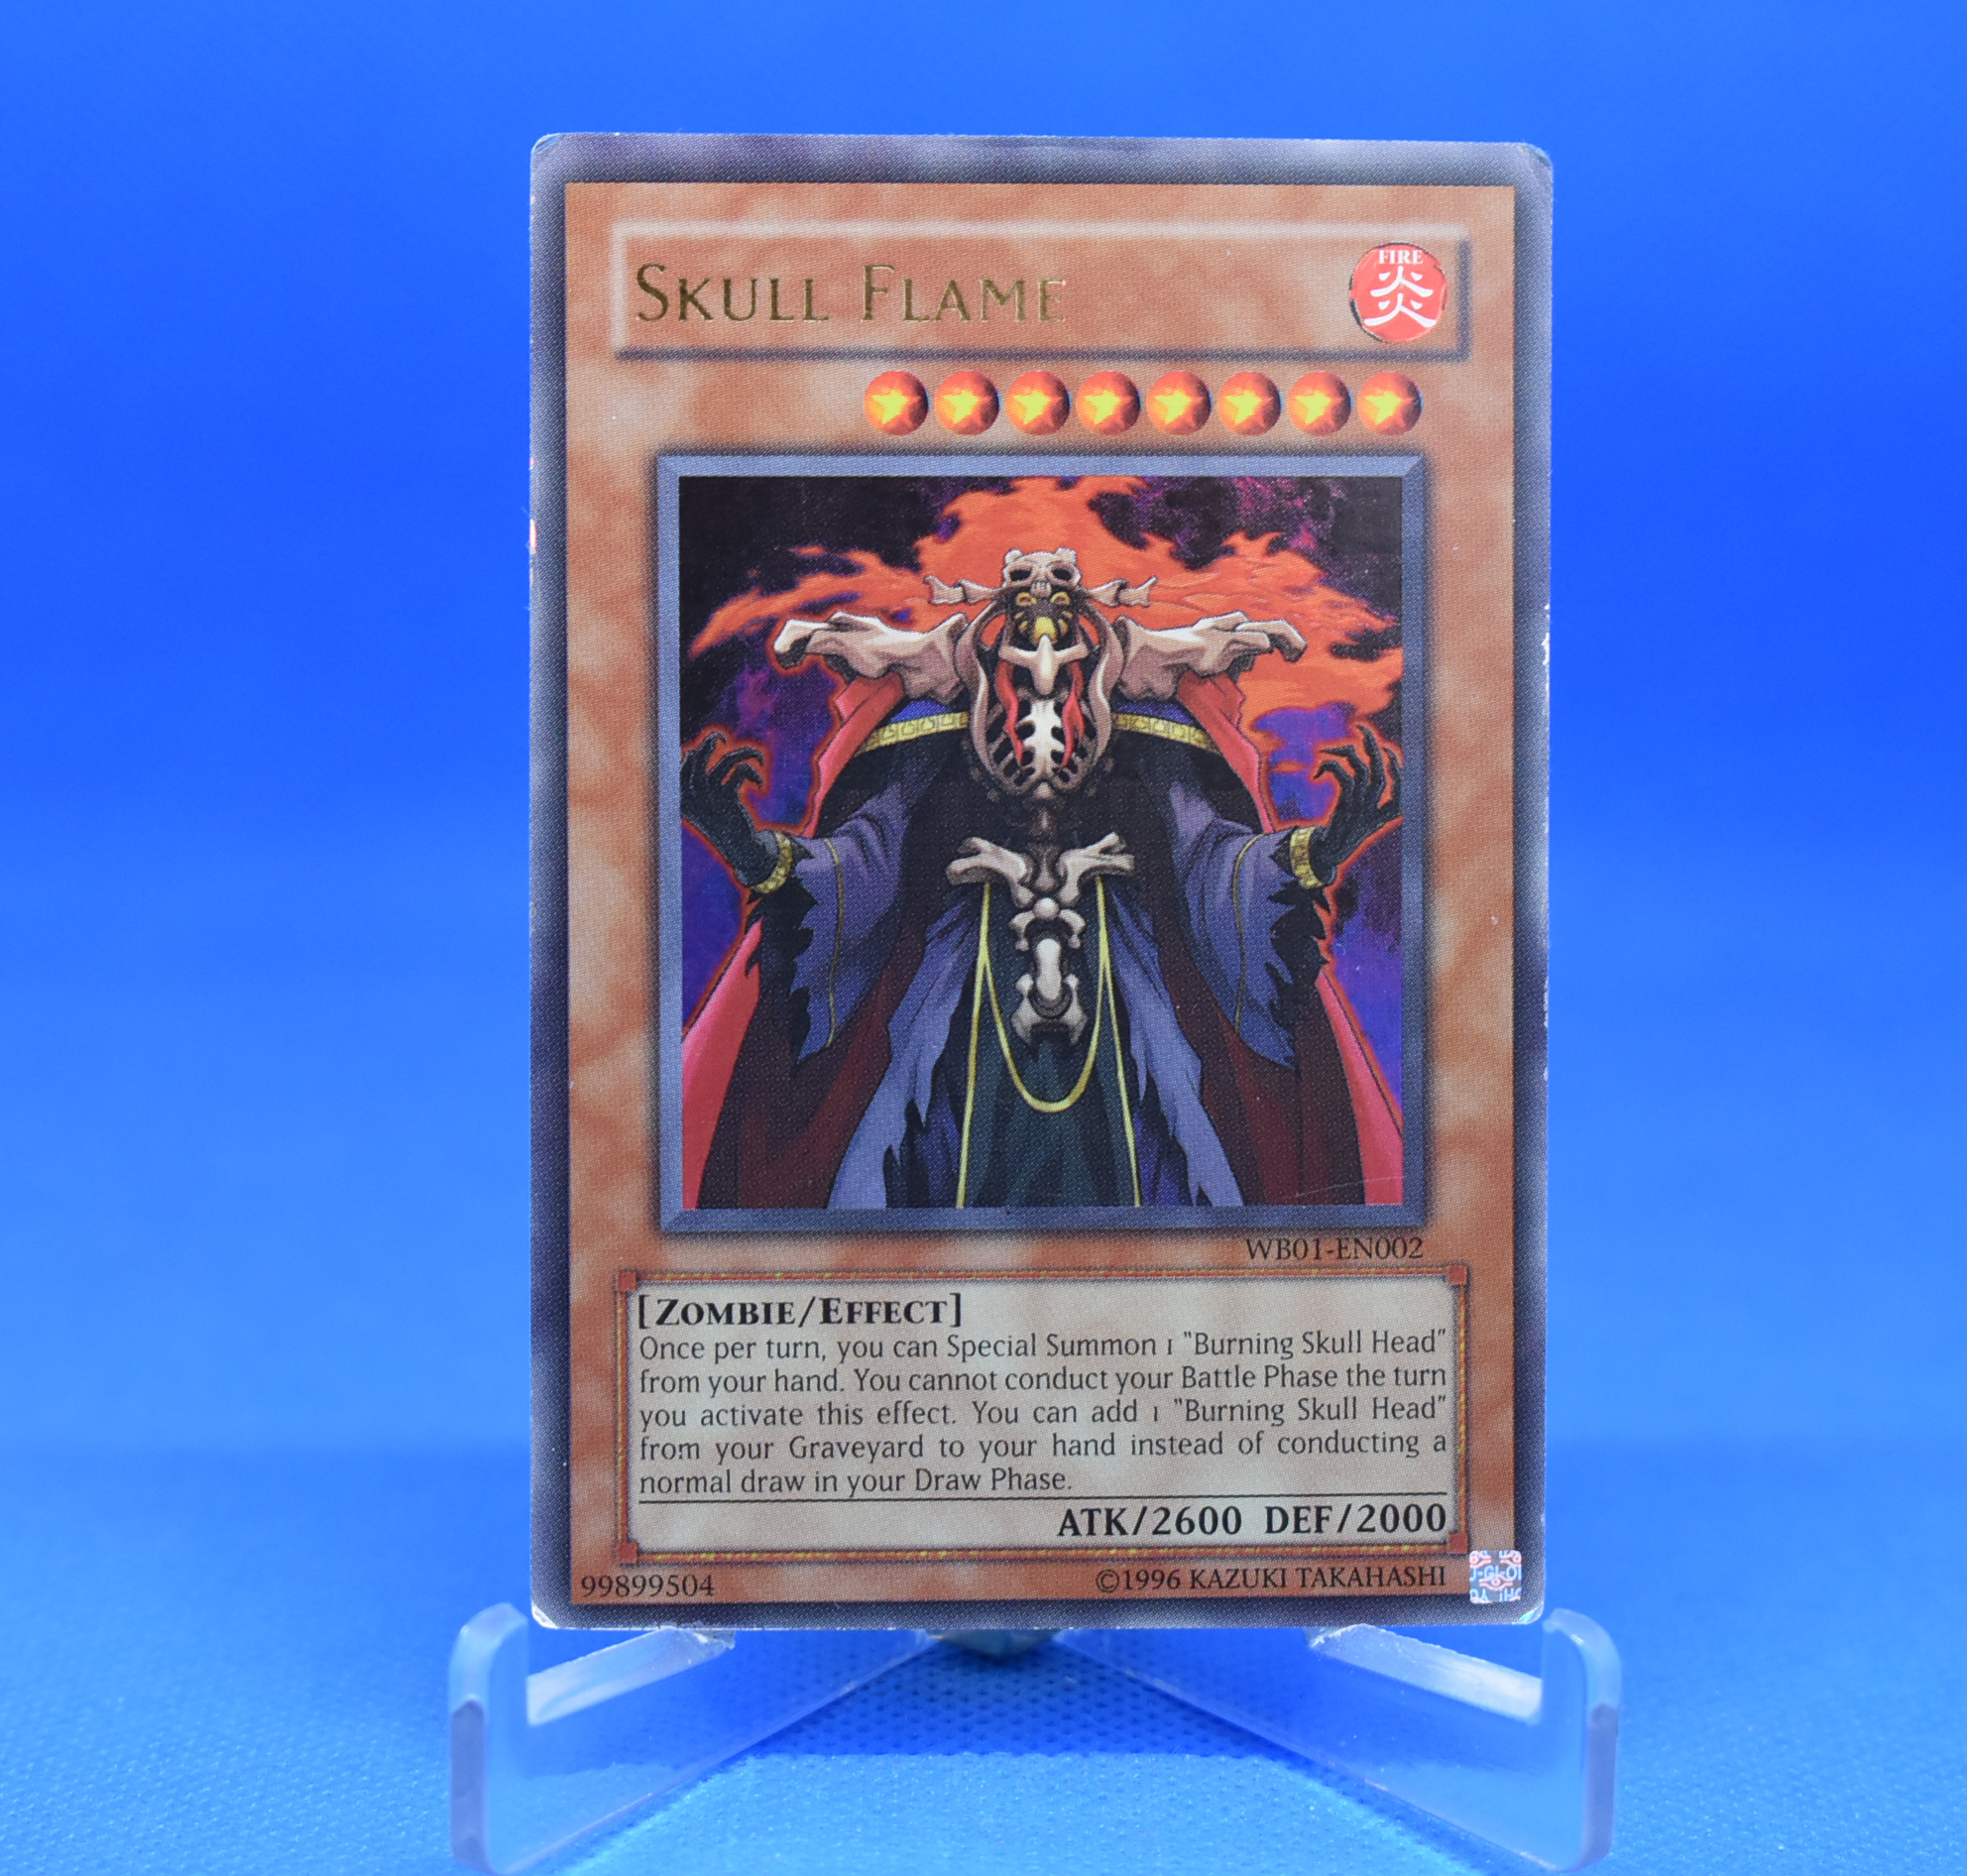 Skull Flame
FIRE
炎
WB01-EN002
[Zombie/Effect]
Once per turn, you can Special Summon 1 "Burning Skull Head"
from your hand. You cannot conduct your Battle Phase the turn
you activate this effect. You can add 1 "Burning Skull Head"
from your Graveyard to your hand instead of conducting a
normal draw in your Draw Phase.
ATK/2600 DEF/2000
99899504
©1996 KAZUKI TAKAHASHI